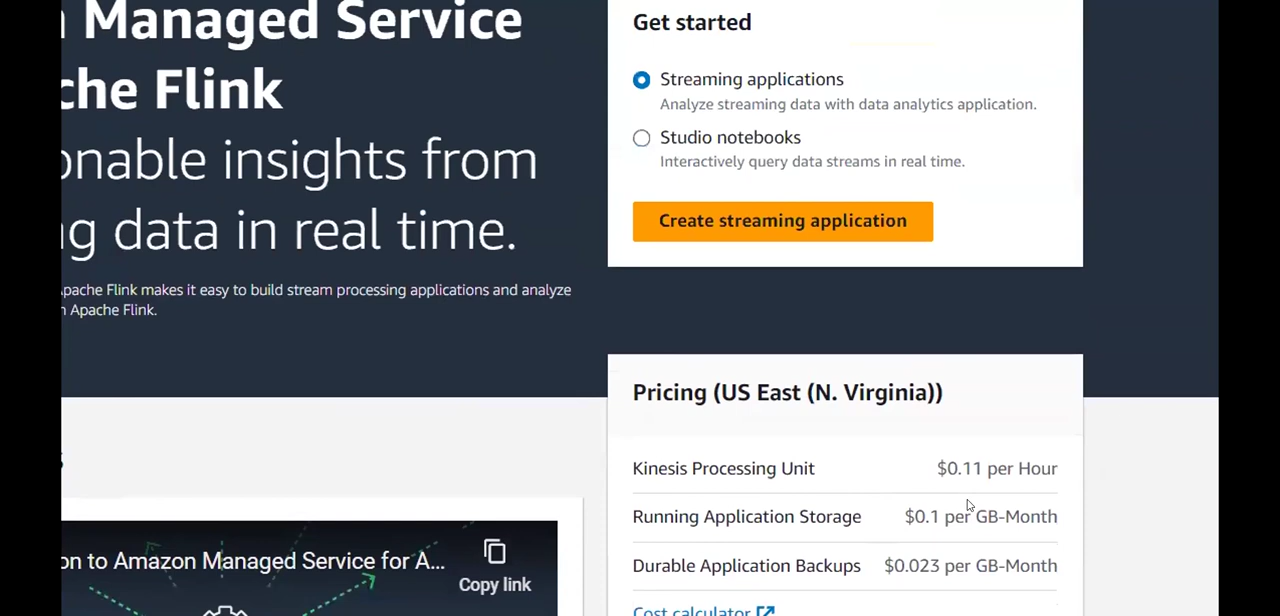 Managed Service
che Flink
onable insights from
g data in real time.
Apache Flink makes it easy to build stream processing applications and analyze
Apache Flink.
Get started
Streaming applications
Analyze streaming data with data analytics application.
Studio notebooks
Interactively query data streams in real time.
Create streaming application
Pricing (US East (N. Virginia))
Kinesis Processing Unit $0.11 per Hour
Running Application Storage $0.1 per GB-Month
Durable Application Backups $0.023 per GB-Month
Cost calculator
on to Amazon Managed Service for A...
Copy link